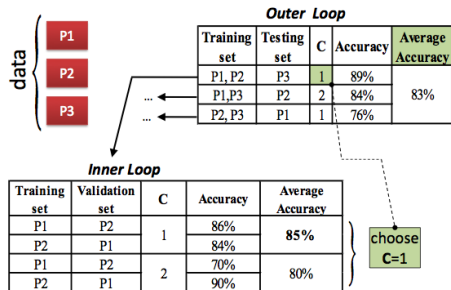 data
P1
P2
P3
Outer Loop
Training set Testing set C Accuracy Average Accuracy
P1, P2 P3 1 89% 83%
P1,P3 P2 2 84%
P2, P3 P1 1 76%
...
...
Inner Loop
Training set Validation set C Accuracy Average Accuracy
P1 P2 1 86% 85%
P2 P1 84%
P1 P2 2 70% 80%
P2 P1 90%
choose
C=1